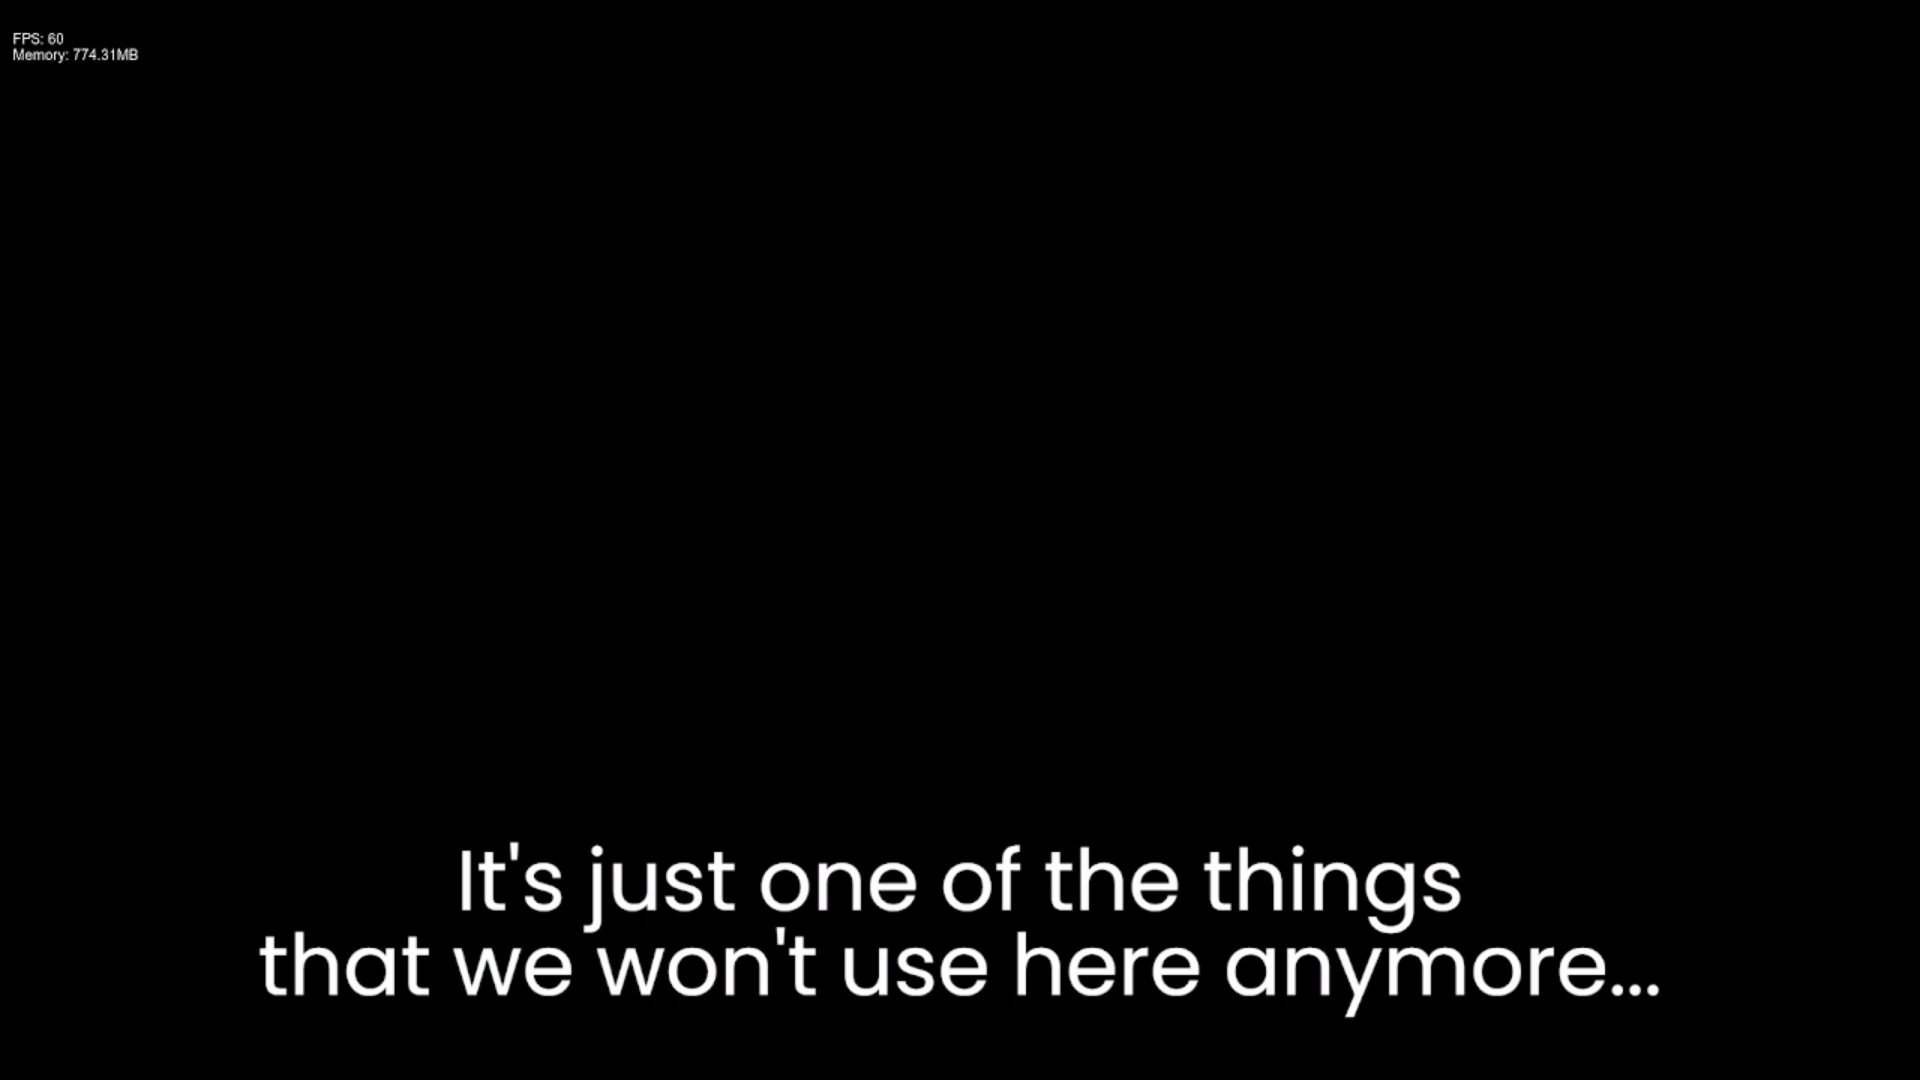 FPS: 60
Memory: 774.31MB
It's just one of the things
that we won't use here anymore...